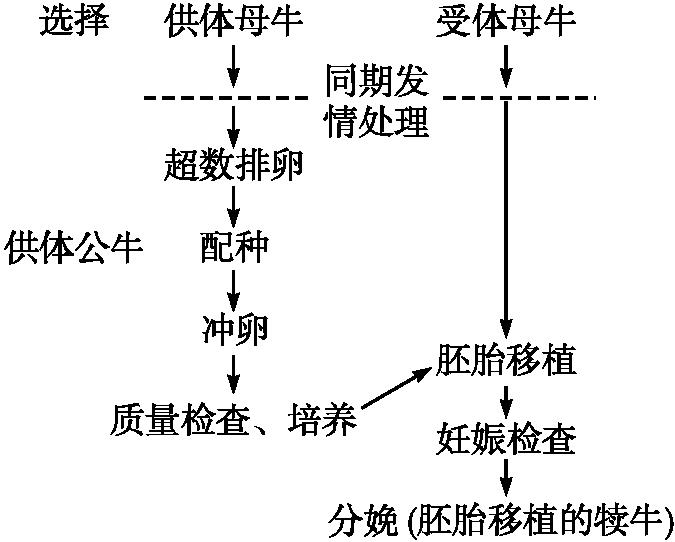 选择 供体母牛 受体母牛
同期发
情处理
超数排卵
供体公牛 配种
冲卵
胚胎移植
质量检查、培养
妊娠检查
分娩(胚胎移植的犊牛)